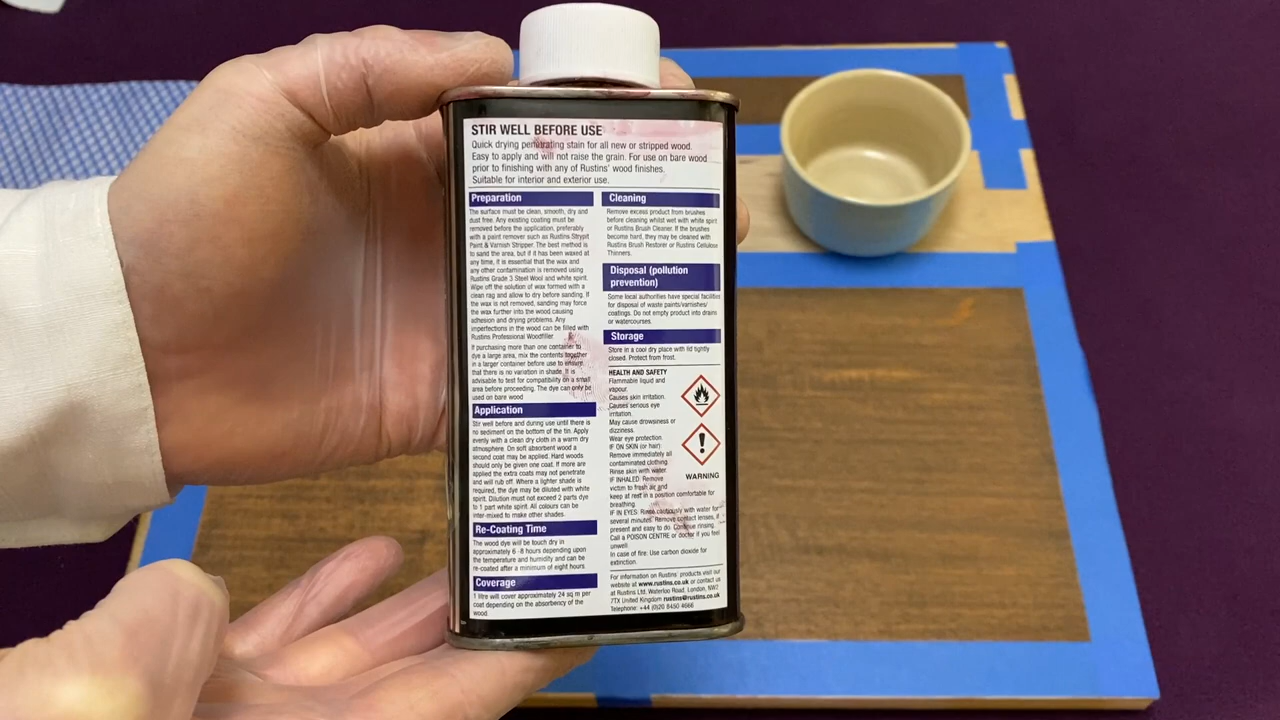 STIR WELL BEFORE USE
Quick drying penetrating stain for all new or stripped wood.
Easy to apply and will not raise the grain. For use on bare wood
prior to finishing with any of Rustins' wood finishes.
Suitable for interior and exterior use.
Preparation
The surface must be clean, smooth, dry and
dust free. Any existing coating must be
removed before the application, preferably
with a paint remover such as Rustins Strypit
Paint & Varnish Stripper. The best method is
to sand the area, but if it has been waxed at
any time, it is essential that the wax and
any other contamination is removed using
Rustins Grade 3 Steel Wool and white spirit.
Wipe off the solution of wax formed with a
clean rag and allow to dry before sanding. If
the wax is not removed, sanding may force
the wax further into the wood causing
adhesion and drying problems. Any
imperfections in the wood can be filled with
Rustins Professional Woodfiller.
If purchasing more than one container to
dye a large area, mix the contents together
in a larger container before use to ensure
that there is no variation in shade. It is
advisable to test for compatibility on a small
area before proceeding. The dye can only be
used on bare wood
Application
Stir well before and during use until there is
no sediment on the bottom of the tin. Apply
evenly with a clean dry cloth in a warm dry
atmosphere. On soft absorbent wood a
second coat may be applied. Hard woods
should only be given one coat. If more are
applied the extra coats may not penetrate
and will rub off. Where a lighter shade is
required, the dye may be diluted with white
spirit. Dilution must not exceed 2 parts dye
to 1 part white spirit. All colours can be
inter-mixed to make other shades.
Re-Coating Time
The wood dye will be touch dry in
approximately 6 -8 hours depending upon
the temperature and humidity and can be
re-coated after a minimum of eight hours.
Coverage
1 litre will cover approximately 24 sq m per
coat depending on the absorbency of the
wood.
Cleaning
Remove excess product from brushes
before cleaning whilst wet with white spirit
or Rustins Brush Cleaner. If the brushes
become hard, they may be cleaned with
Rustins Brush Restorer or Rustins Cellulose
Thinners.
Disposal (pollution
prevention)
Some local authorities have special facilities
for disposal of waste paints/varnishes/
coatings. Do not empty product into drains
or watercourses.
Storage
Store in a cool dry place with lid tightly
closed. Protect from frost.
HEALTH AND SAFETY
Flammable liquid and
vapour.
Causes skin irritation.
Causes serious eye
irritation.
May cause drowsiness or
dizziness.
Wear eye protection.
IF ON SKIN (or hair):
Remove immediately all
contaminated clothing.
Rinse skin with water.
IF INHALED: Remove
victim to fresh air and
keep at rest in a position comfortable for
breathing.
IF IN EYES: Rinse cautiously with water for
several minutes. Remove contact lenses, if
present and easy to do. Continue rinsing.
Call a POISON CENTRE or doctor if you feel
unwell.
In case of fire: Use carbon dioxide for
extinction.
WARNING
For information on Rustins' products visit our
website at www.rustins.co.uk or contact us
at Rustins Ltd. Waterloo Road, London, NW2
7TX United Kingdom rustins@rustins.co.uk
Telephone: +44 (0)20 8450 4666